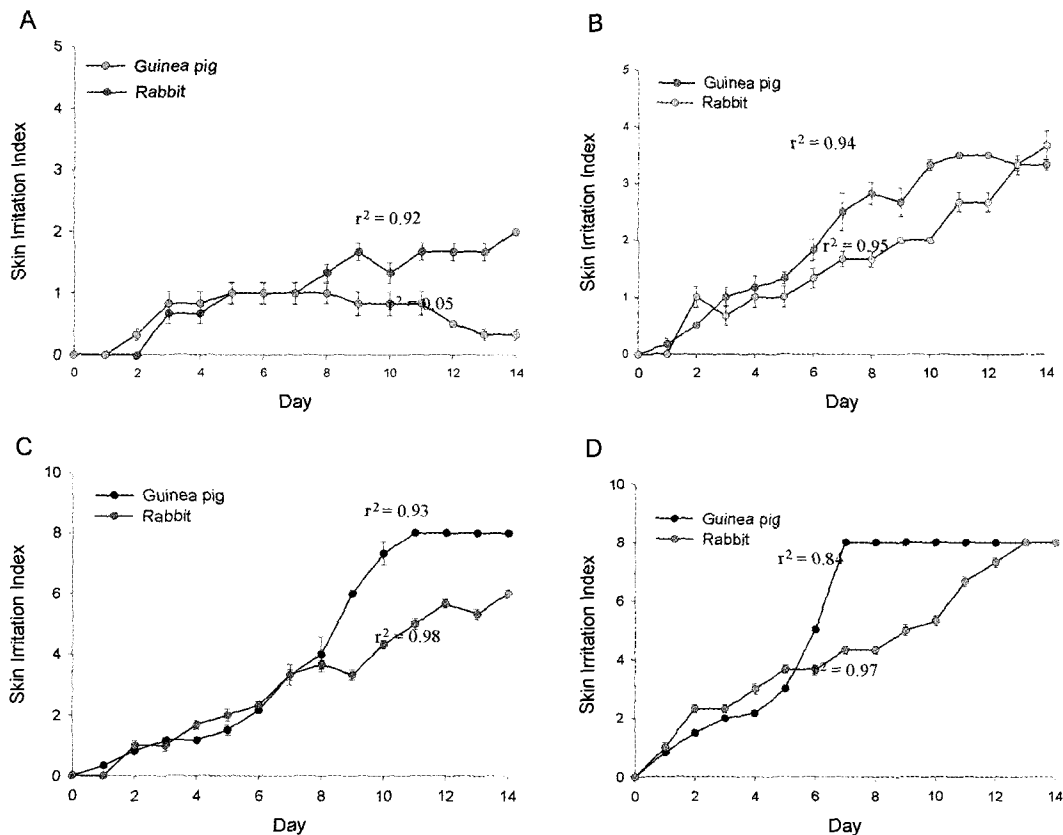 A
Guinea pig
Rabbit
r² = 0.92
r² = 0.05
Skin Irritation Index
5
4
3
2
1
0
0 2 4 6 8 10 12 14
Day
B
Guinea pig
Rabbit
r² = 0.94
r² = 0.95
Skin Irritation Index
5
4
3
2
1
0
0 2 4 6 8 10 12 14
Day
C
Guinea pig
Rabbit
r² = 0.93
r² = 0.98
Skin Irritation Index
10
8
6
4
2
0
0 2 4 6 8 10 12 14
Day
D
Guinea pig
Rabbit
r² = 0.84
r² = 0.97
Skin Irritation Index
10
8
6
4
2
0
0 2 4 6 8 10 12 14
Day